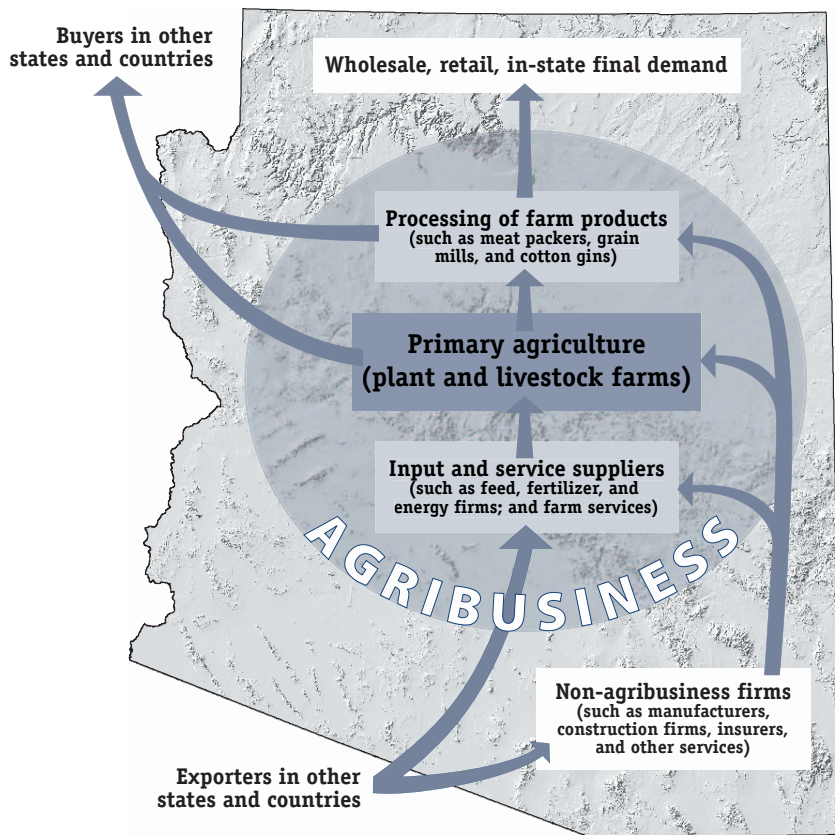 Buyers in other
states and countries
Wholesale, retail, in-state final demand
Processing of farm products
(such as meat packers, grain
mills, and cotton gins)
Primary agriculture
(plant and livestock farms)
Input and service suppliers
(such as feed, fertilizer, and
energy firms; and farm services)
AGRIBUSINESS
Non-agribusiness firms
(such as manufacturers,
construction firms, insurers,
and other services)
Exporters in other
states and countries